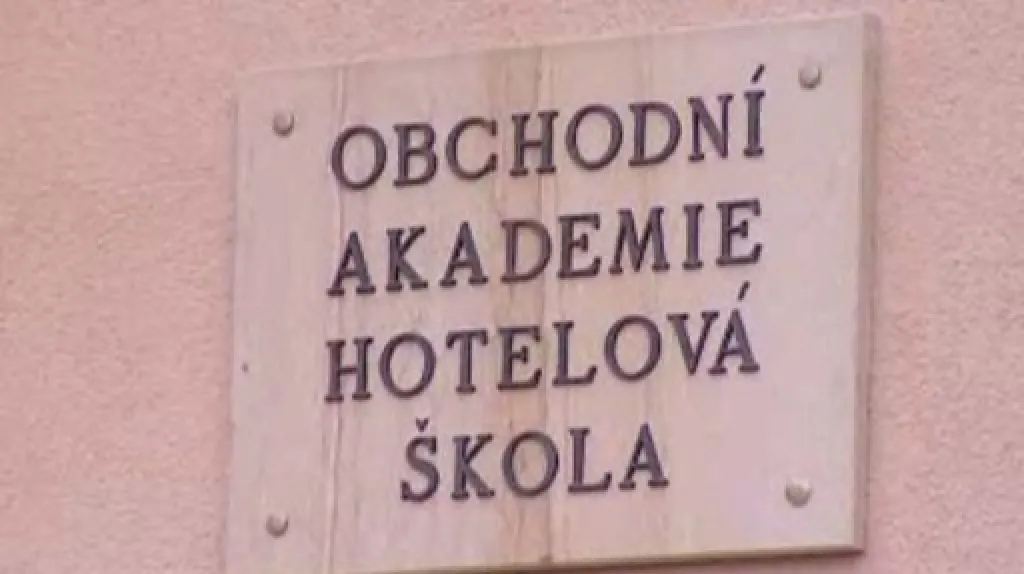 OBCHODNÍ
AKADEMIE
HOTELOVÁ
ŠKOLA